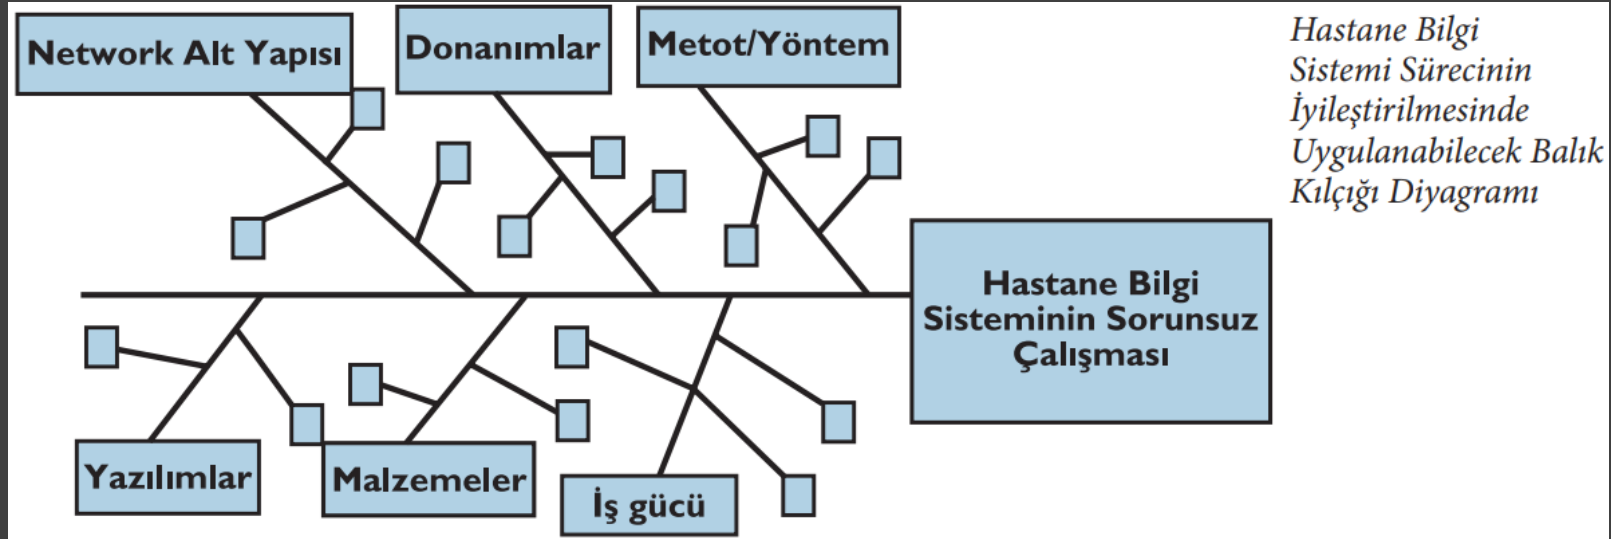 Network Alt Yapısı
Donanımlar
Metot/Yöntem
Hastane Bilgi
Sistemi Sürecinin
İyileştirilmesinde
Uygulanabilecek Balık
Kılçığı Diyagramı
Hastane Bilgi
Sisteminin Sorunsuz
Çalışması
Yazılımlar
Malzemeler
İş gücü